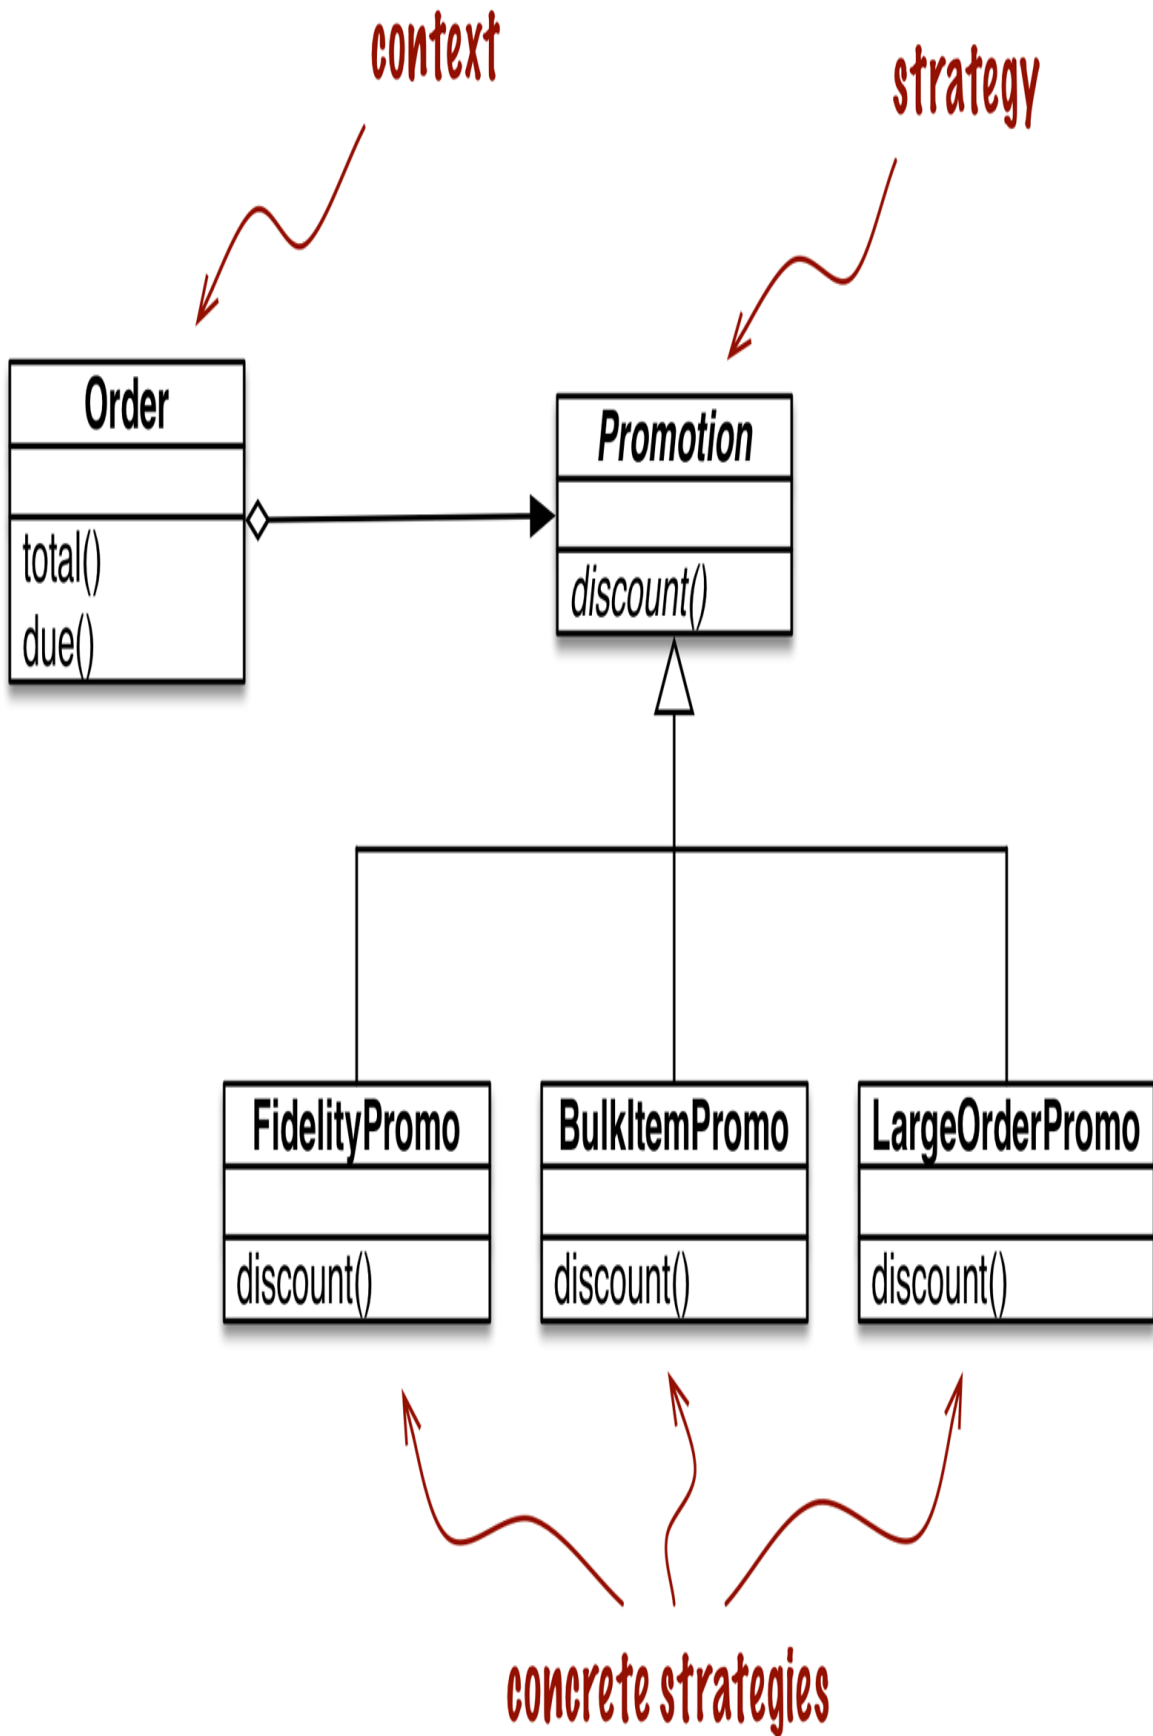 context
strategy
Order
total()
due()
Promotion
discount()
FidelityPromo
discount()
BulkItemPromo
discount()
LargeOrderPromo
discount()
concrete strategies